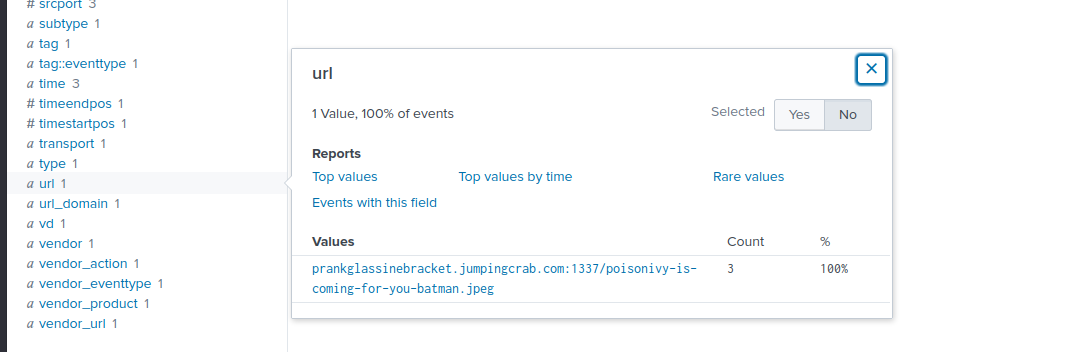 # srcport 3
a subtype 1
a tag 1
a tag::eventtype 1
a time 3
# timeendpos 1
# timestartpos 1
a transport 1
a type 1
a url 1
a url_domain 1
a vd 1
a vendor 1
a vendor_action 1
a vendor_eventtype 1
a vendor_product 1
a vendor_url 1
url
1 Value, 100% of events
Selected Yes No
Reports
Top values Top values by time Rare values
Events with this field
Values Count %
prankglassinebracket.jumpingcrab.com:1337/poisonivy-is- 3 100%
coming-for-you-batman.jpeg